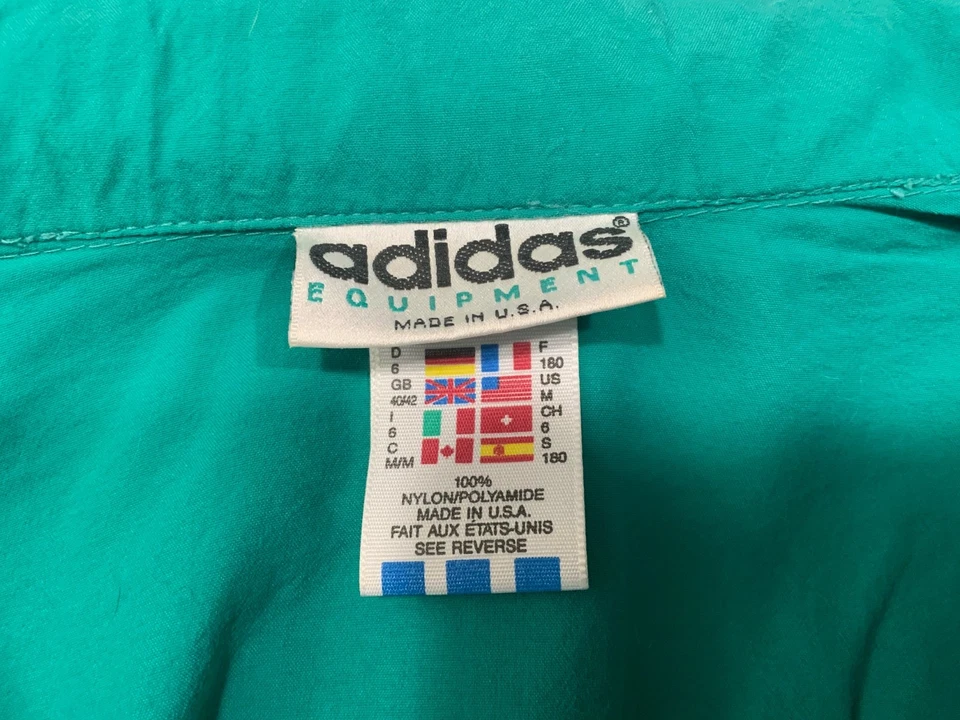 adidas®
EQUIPMENT
MADE IN U.S.A.
D F
6 180
GB US
40/42 M
I CH
6 6
C S
M/M 180
100%
NYLON/POLYAMIDE
MADE IN U.S.A.
FAIT AUX ÉTATS-UNIS
SEE REVERSE